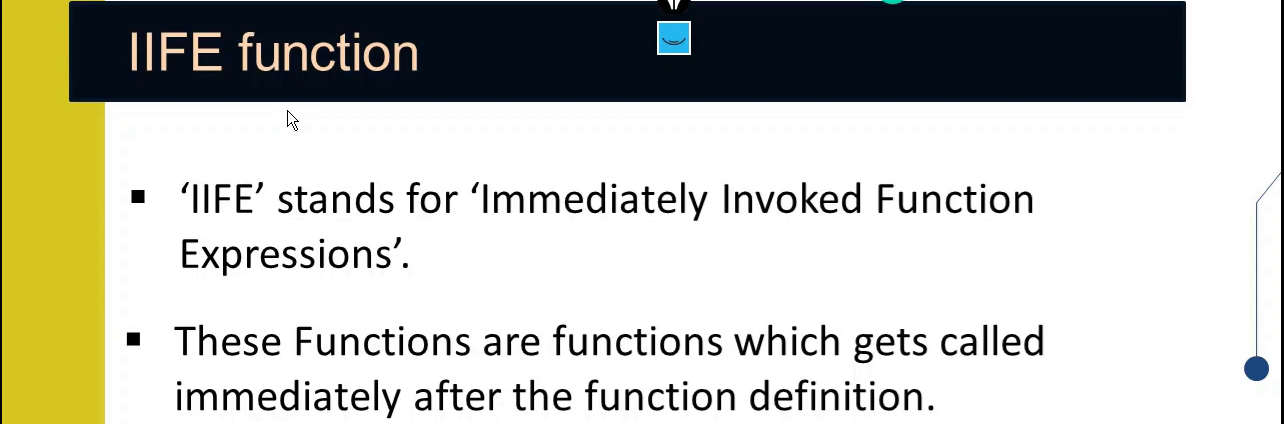 IIFE function
▪ ‘IIFE’ stands for ‘Immediately Invoked Function
Expressions’.
▪ These Functions are functions which gets called
immediately after the function definition.